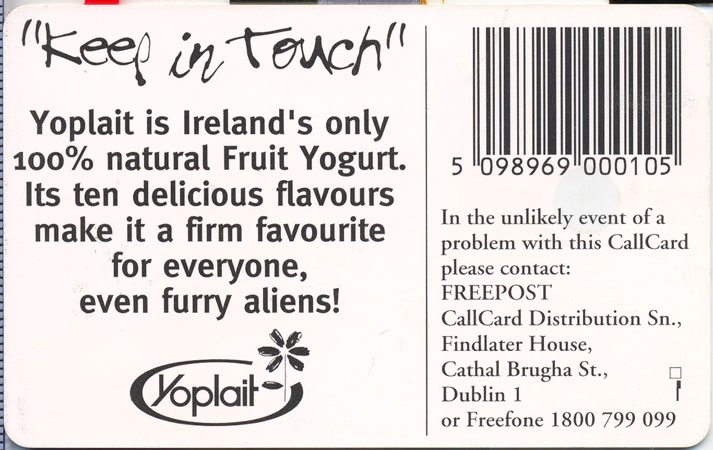 "Keep in Touch"
Yoplait is Ireland's only
100% natural Fruit Yogurt.
Its ten delicious flavours
make it a firm favourite
for everyone,
even furry aliens!
Yoplait
5 098969 000105
In the unlikely event of a
problem with this CallCard
please contact:
FREEPOST
CallCard Distribution Sn.,
Findlater House,
Cathal Brugha St.,
Dublin 1
or Freefone 1800 799 099